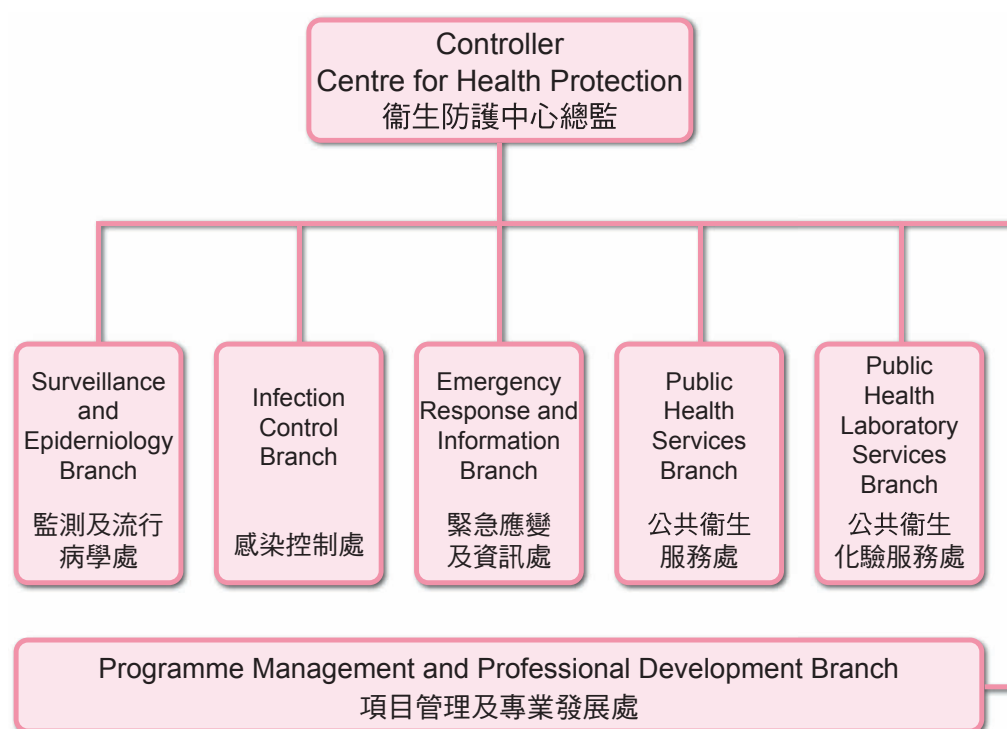 Controller
Centre for Health Protection
衞生防護中心總監
Surveillance
and
Epiderniology
Branch
監測及流行
病學處
Infection
Control
Branch
感染控制處
Emergency
Response and
Information
Branch
緊急應變
及資訊處
Public
Health
Services
Branch
公共衞生
服務處
Public
Health
Laboratory
Services
Branch
公共衞生
化驗服務處
Programme Management and Professional Development Branch
項目管理及專業發展處